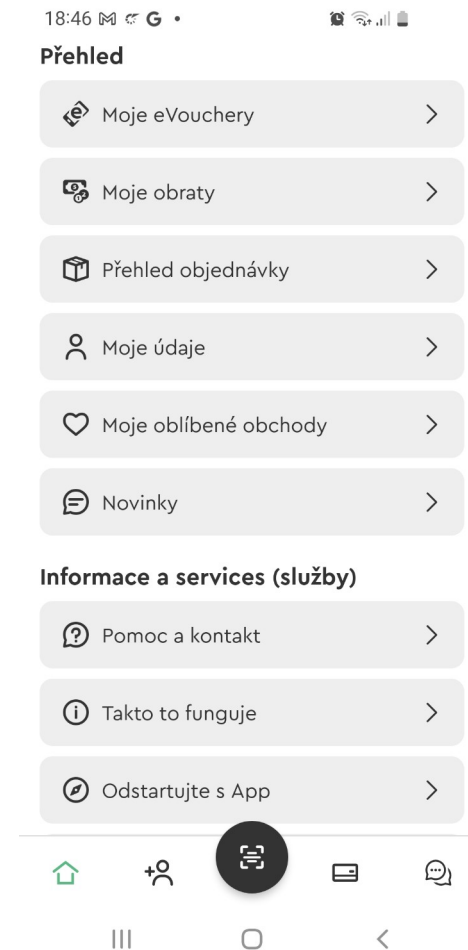 18:46
Přehled
Moje eVouchery
Moje obraty
Přehled objednávky
Moje údaje
Moje oblíbené obchody
Novinky
Informace a services (služby)
Pomoc a kontakt
Takto to funguje
Odstartujte s App